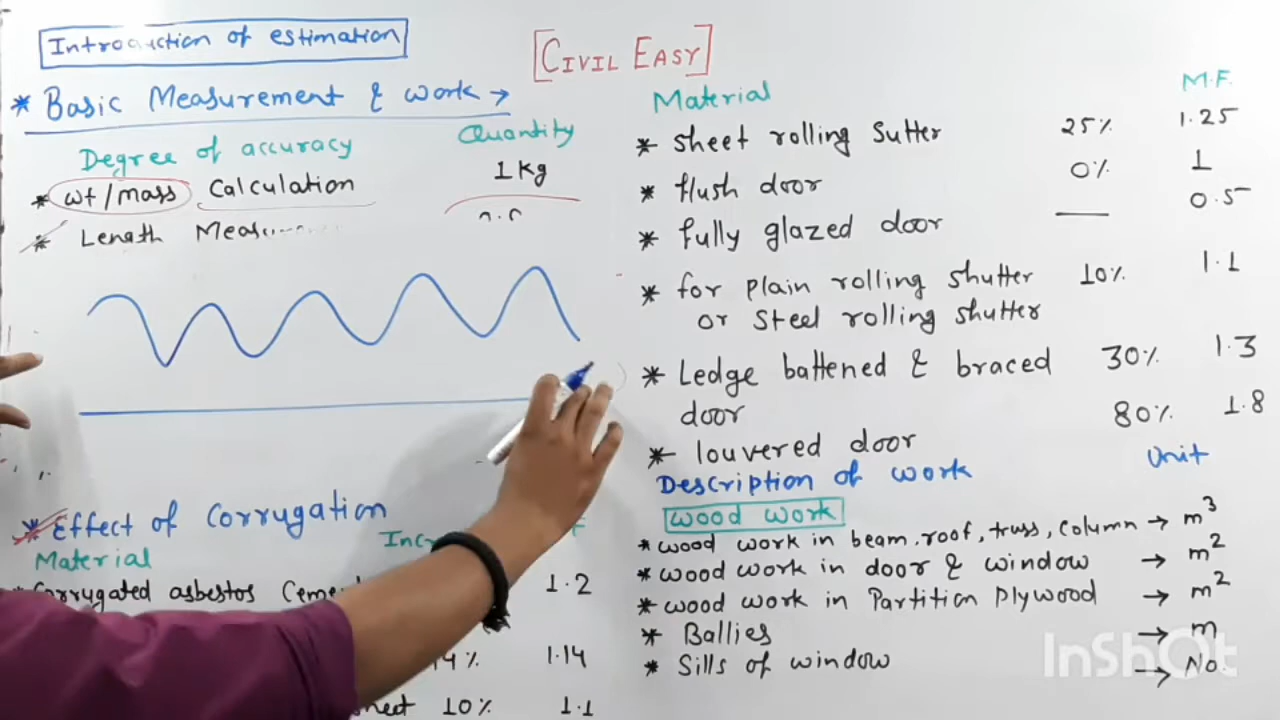 Introduction of estimation
[CIVIL EASY]
* Basic Measurement & work →
Degree of accuracy Quantity
* wt/mass Calculation 1 kg
* Length
* Effect of Corrugation
Material
Corrugated asbestos 1.2
14% 1.14
sheet 10% 1.1
Material M.F.
* sheet rolling Sutter 25% 1.25
* flush door 0% 1
* fully glazed door — 0.5
* for plain rolling shutter 10% 1.1
or steel rolling shutter
* Ledge battened & braced 30% 1.3
door
* louvered door 80% 1.8
Description of work Unit
wood work
* wood work in beam, roof, truss, column → m³
* wood work in door & window → m²
* wood work in Partition Plywood → m²
* Ballies → m
* Sills of window → No.
InShOt